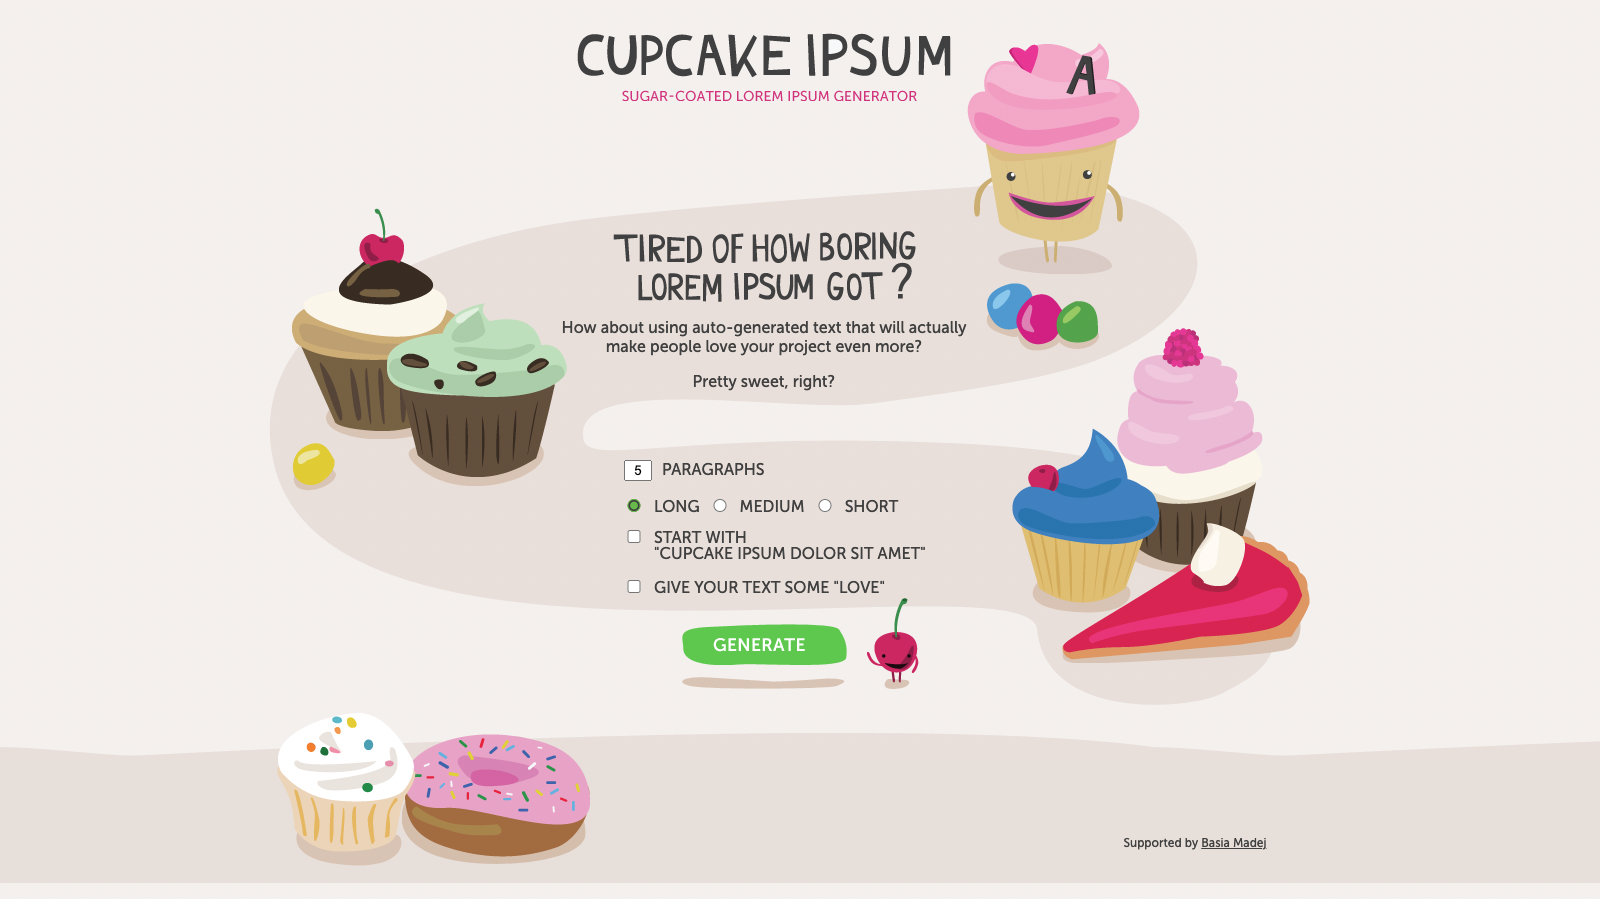 CUPCAKE IPSUM
SUGAR-COATED LOREM IPSUM GENERATOR
A
TIRED OF HOW BORING
LOREM IPSUM GOT ?
How about using auto-generated text that will actually
make people love your project even more?
Pretty sweet, right?
5 PARAGRAPHS
LONG MEDIUM SHORT
START WITH
"CUPCAKE IPSUM DOLOR SIT AMET"
GIVE YOUR TEXT SOME "LOVE"
GENERATE
Supported by Basia Madej